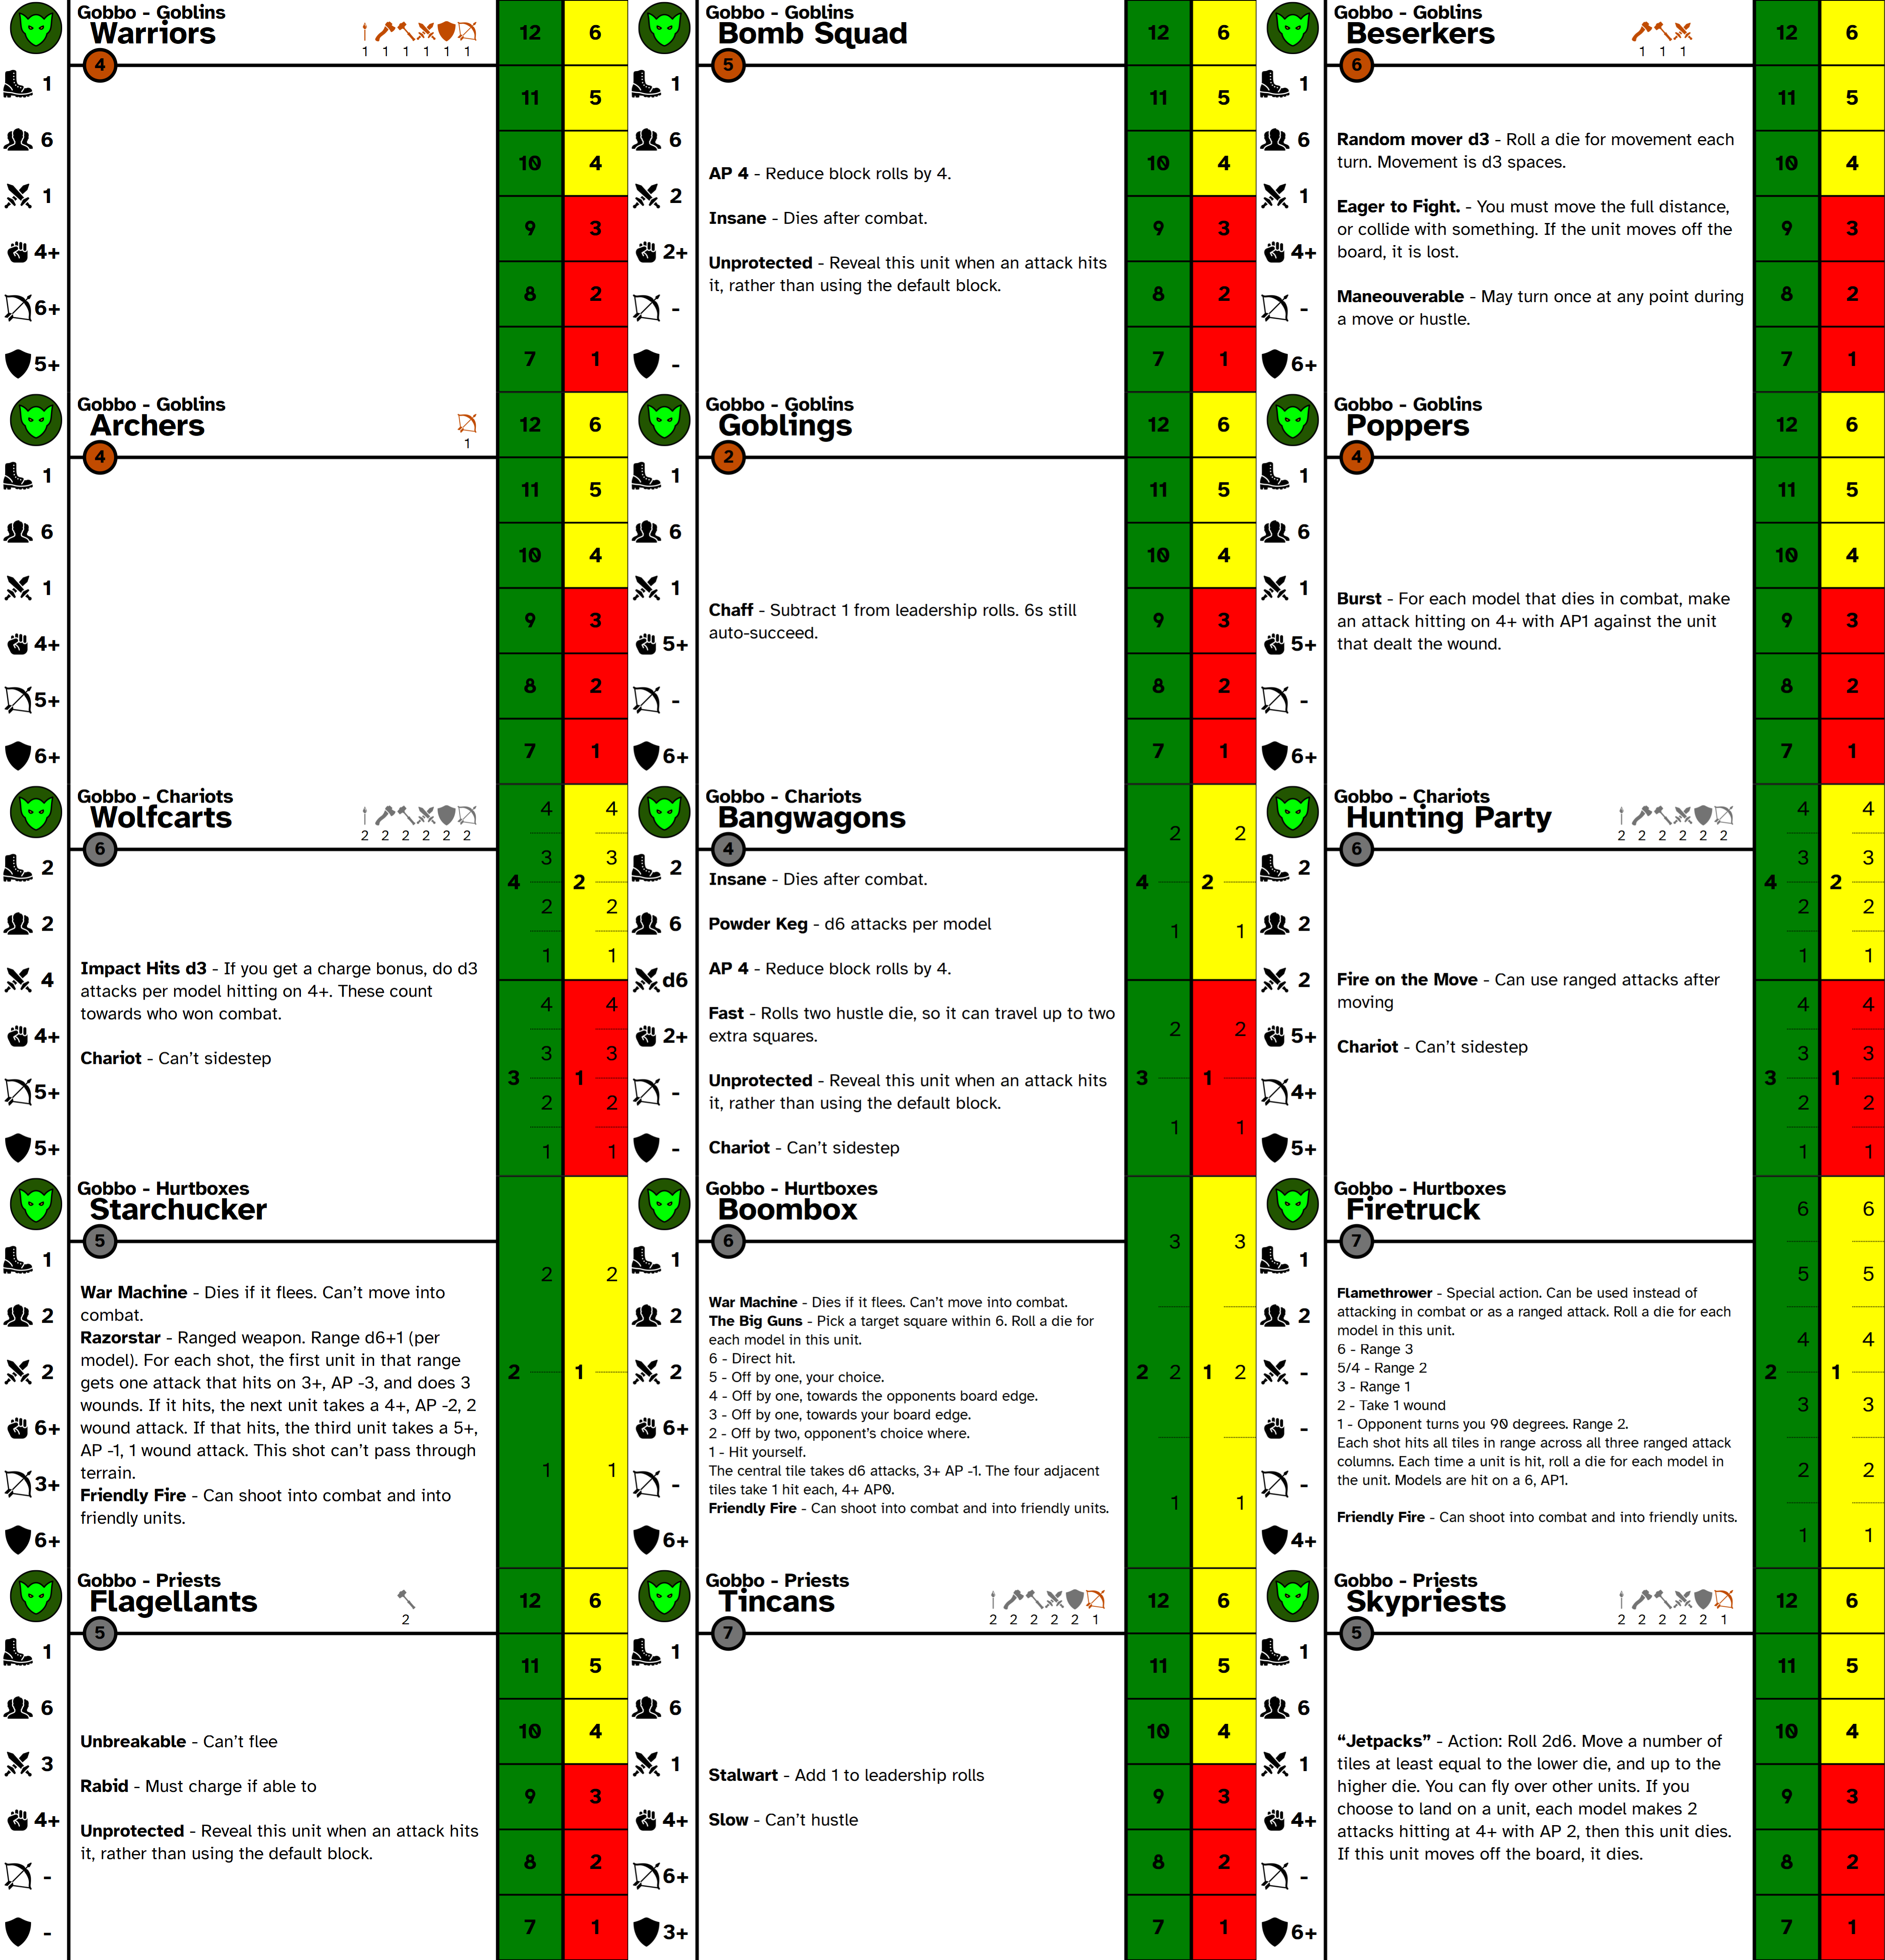 Gobbo - Goblins
Warriors
1 1 1 1 1 1
4
1
6
1
4+
6+
5+
12 6
11 5
10 4
9 3
8 2
7 1
Gobbo - Goblins
Bomb Squad
5
1
6
2
2+
-
-
AP 4 - Reduce block rolls by 4.
Insane - Dies after combat.
Unprotected - Reveal this unit when an attack hits
it, rather than using the default block.
12 6
11 5
10 4
9 3
8 2
7 1
Gobbo - Goblins
Beserkers
1 1 1
6
1
6
1
4+
-
6+
Random mover d3 - Roll a die for movement each
turn. Movement is d3 spaces.
Eager to Fight. - You must move the full distance,
or collide with something. If the unit moves off the
board, it is lost.
Maneouverable - May turn once at any point during
a move or hustle.
12 6
11 5
10 4
9 3
8 2
7 1
Gobbo - Goblins
Archers
1
4
1
6
1
4+
5+
6+
12 6
11 5
10 4
9 3
8 2
7 1
Gobbo - Goblins
Goblings
2
1
6
1
5+
-
6+
Chaff - Subtract 1 from leadership rolls. 6s still
auto-succeed.
12 6
11 5
10 4
9 3
8 2
7 1
Gobbo - Goblins
Poppers
4
1
6
1
5+
-
6+
Burst - For each model that dies in combat, make
an attack hitting on 4+ with AP1 against the unit
that dealt the wound.
12 6
11 5
10 4
9 3
8 2
7 1
Gobbo - Chariots
Wolfcarts
2 2 2 2 2 2
6
2
2
4
4+
5+
5+
Impact Hits d3 - If you get a charge bonus, do d3
attacks per model hitting on 4+. These count
towards who won combat.
Chariot - Can't sidestep
4 4
3 3
4 2
2 2
1 1
4 4
3 3
3 1
2 2
1 1
Gobbo - Chariots
Bangwagons
4
2
6
d6
2+
-
-
Insane - Dies after combat.
Powder Keg - d6 attacks per model
AP 4 - Reduce block rolls by 4.
Fast - Rolls two hustle die, so it can travel up to two
extra squares.
Unprotected - Reveal this unit when an attack hits
it, rather than using the default block.
Chariot - Can't sidestep
2 2
4 2
1 1
2 2
3 1
1 1
Gobbo - Chariots
Hunting Party
2 2 2 2 2 2
6
2
2
2
5+
4+
5+
Fire on the Move - Can use ranged attacks after
moving
Chariot - Can't sidestep
4 4
3 3
4 2
2 2
1 1
4 4
3 3
3 1
2 2
1 1
Gobbo - Hurtboxes
Starchucker
5
1
2
2
6+
3+
6+
War Machine - Dies if it flees. Can't move into
combat.
Razorstar - Ranged weapon. Range d6+1 (per
model). For each shot, the first unit in that range
gets one attack that hits on 3+, AP -3, and does 3
wounds. If it hits, the next unit takes a 4+, AP -2, 2
wound attack. If that hits, the third unit takes a 5+,
AP -1, 1 wound attack. This shot can't pass through
terrain.
Friendly Fire - Can shoot into combat and into
friendly units.
2 2
2 1
1 1
Gobbo - Hurtboxes
Boombox
6
1
2
2
6+
-
6+
War Machine - Dies if it flees. Can't move into combat.
The Big Guns - Pick a target square within 6. Roll a die for
each model in this unit.
6 - Direct hit.
5 - Off by one, your choice.
4 - Off by one, towards the opponents board edge.
3 - Off by one, towards your board edge.
2 - Off by two, opponent's choice where.
1 - Hit yourself.
The central tile takes d6 attacks, 3+ AP -1. The four adjacent
tiles take 1 hit each, 4+ AP0.
Friendly Fire - Can shoot into combat and into friendly units.
3 3
2 2 1 2
1 1
Gobbo - Hurtboxes
Firetruck
7
1
2
-
-
-
4+
Flamethrower - Special action. Can be used instead of
attacking in combat or as a ranged attack. Roll a die for each
model in this unit.
6 - Range 3
5/4 - Range 2
3 - Range 1
2 - Take 1 wound
1 - Opponent turns you 90 degrees. Range 2.
Each shot hits all tiles in range across all three ranged attack
columns. Each time a unit is hit, roll a die for each model in
the unit. Models are hit on a 6, AP1.
Friendly Fire - Can shoot into combat and into friendly units.
6 6
5 5
4 4
2 1
3 3
2 2
1 1
Gobbo - Priests
Flagellants
2
5
1
6
3
4+
-
-
Unbreakable - Can't flee
Rabid - Must charge if able to
Unprotected - Reveal this unit when an attack hits
it, rather than using the default block.
12 6
11 5
10 4
9 3
8 2
7 1
Gobbo - Priests
Tincans
2 2 2 2 2 1
7
1
6
1
4+
6+
3+
Stalwart - Add 1 to leadership rolls
Slow - Can't hustle
12 6
11 5
10 4
9 3
8 2
7 1
Gobbo - Priests
Skypriests
2 2 2 2 2 1
5
1
6
1
4+
-
6+
“Jetpacks” - Action: Roll 2d6. Move a number of
tiles at least equal to the lower die, and up to the
higher die. You can fly over other units. If you
choose to land on a unit, each model makes 2
attacks hitting at 4+ with AP 2, then this unit dies.
If this unit moves off the board, it dies.
12 6
11 5
10 4
9 3
8 2
7 1